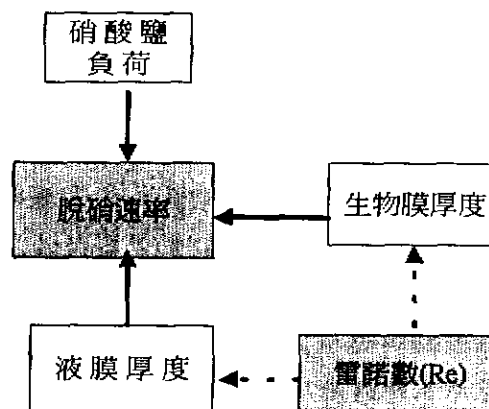 硝酸鹽
負荷
脫硝速率
生物膜厚度
液膜厚度
雷諾數(Re)